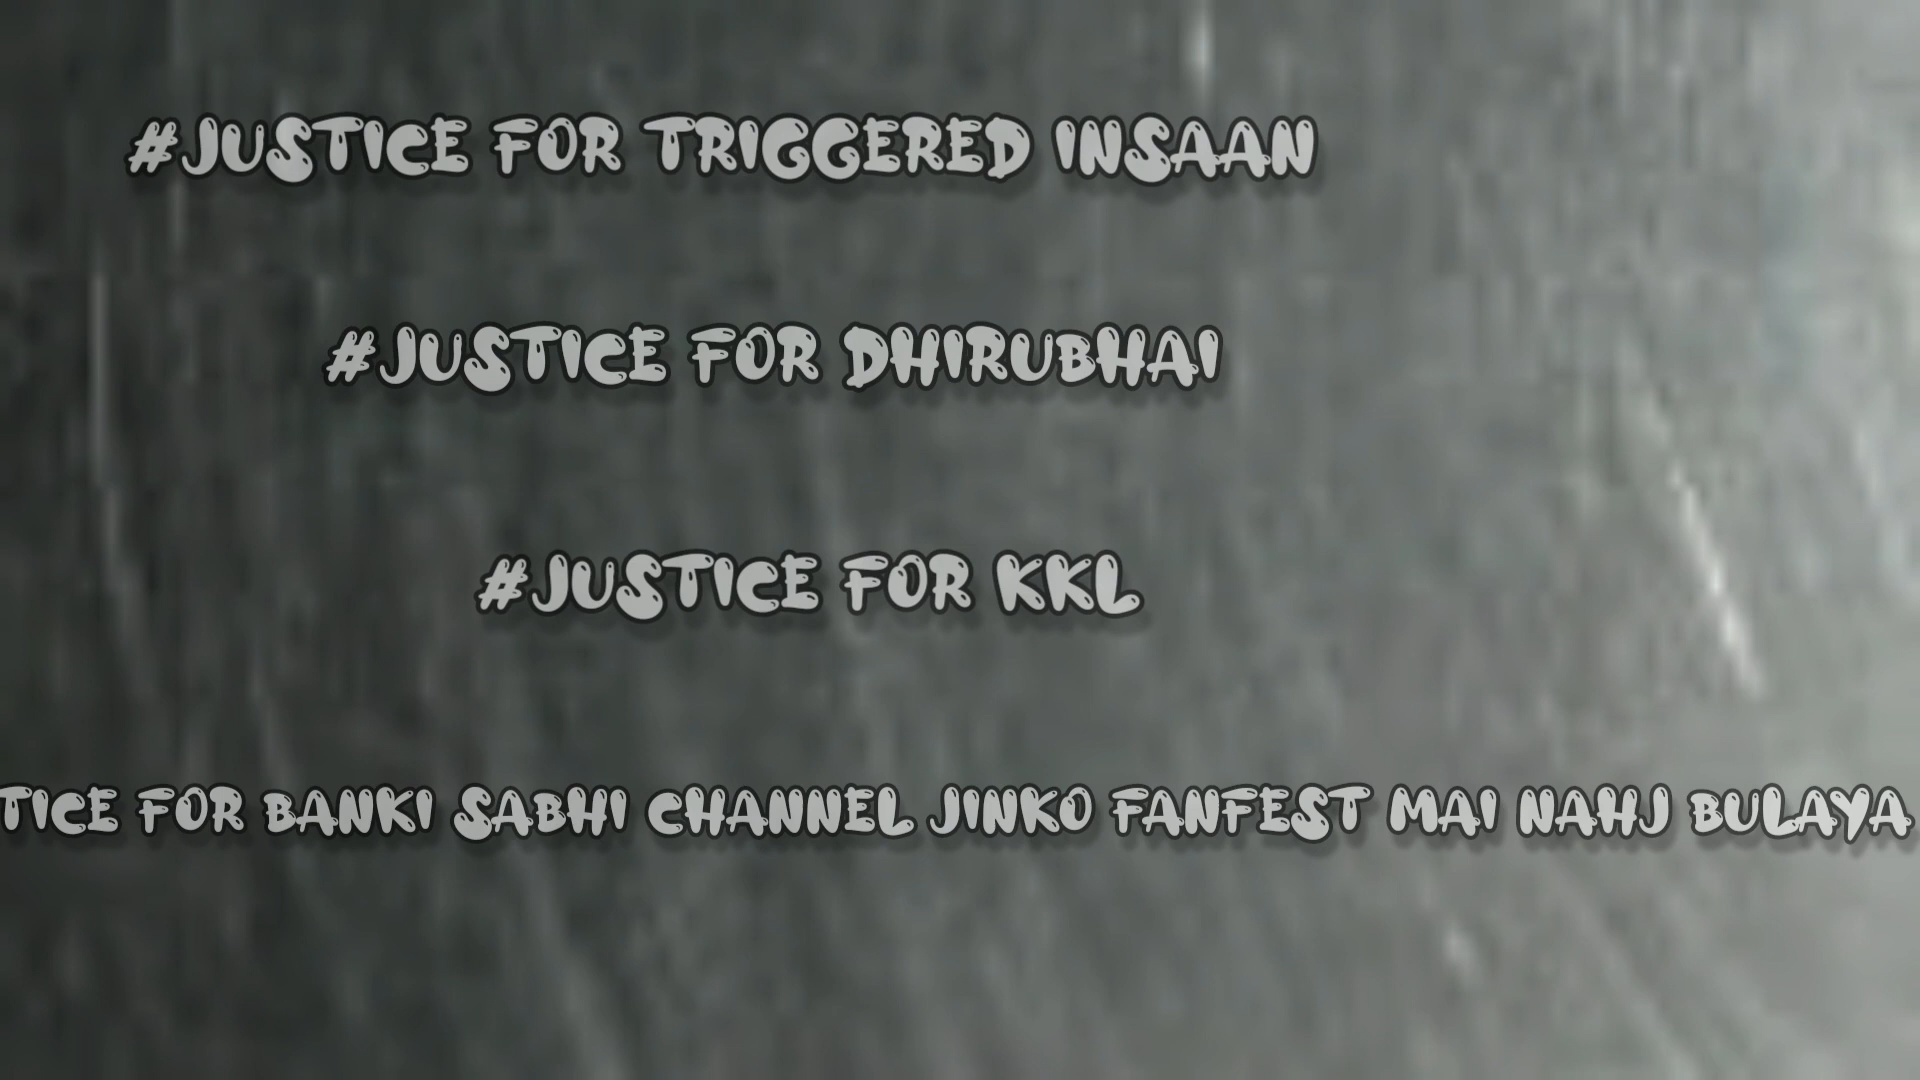 #JUSTICE FOR TRIGGERED INSAAN
#JUSTICE FOR DHIRUBHAI
#JUSTICE FOR KKL
TICE FOR BANKI SABHI CHANNEL JINKO FANFEST MAI NAHJ BULAYA